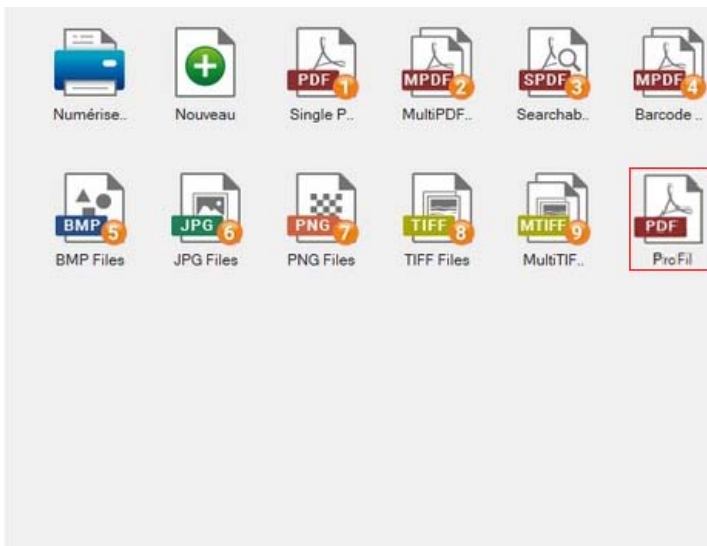 PDF 1
MPDF 2
SPDF 3
MPDF 4
Numérise..
Nouveau
Single P..
MultiPDF..
Searchab..
Barcode ..
BMP 5
JPG 6
PNG 7
TIFF 8
MTIFF 9
PDF
BMP Files
JPG Files
PNG Files
TIFF Files
MultiTIF..
ProFil